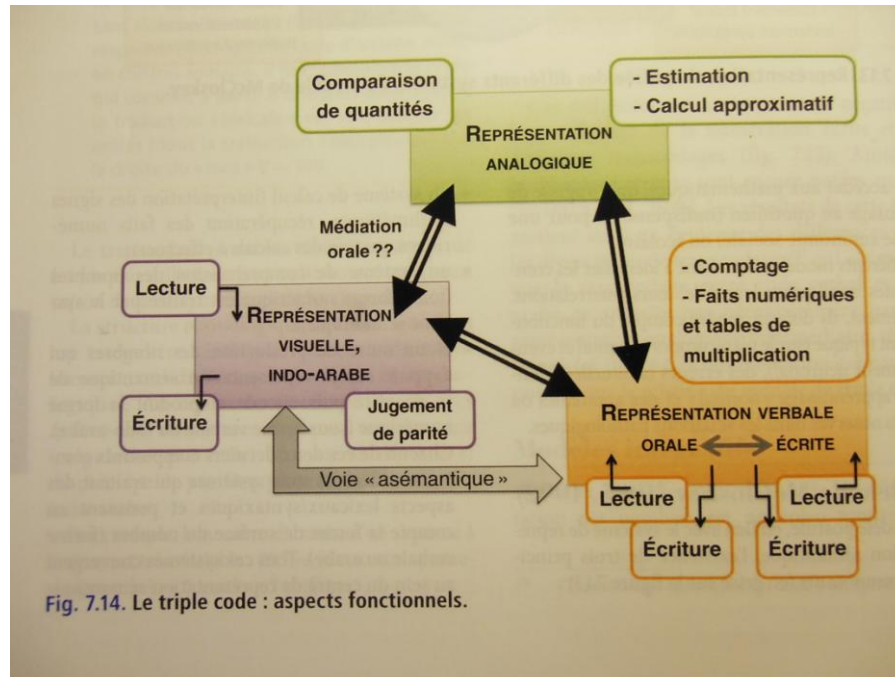 Comparaison
de quantités
- Estimation
- Calcul approximatif
REPRÉSENTATION
ANALOGIQUE
Médiation
orale ??
Lecture
REPRÉSENTATION
VISUELLE,
INDO-ARABE
Écriture
Jugement
de parité
- Comptage
- Faits numériques
et tables de
multiplication
REPRÉSENTATION VERBALE
ORALE ÉCRITE
Voie « asémantique »
Lecture
Lecture
Écriture
Écriture
Fig. 7.14. Le triple code : aspects fonctionnels.